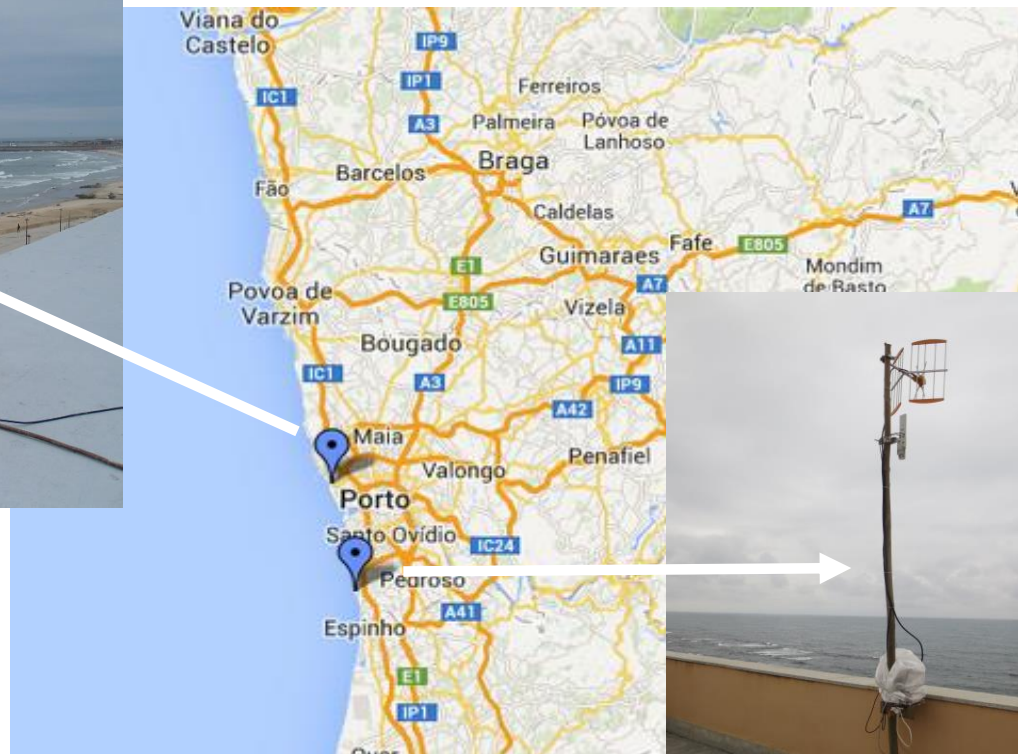 Viana do
Castelo
IP9
IP1
IC1
Ferreiros
A3
Palmeira
Póvoa de
Lanhoso
Braga
Barcelos
Fão
A7
Caldelas
Guimaraes
Fafe
E805
E1
Mondim
de Basto
A7
Povoa de
Varzim
E805
Vizela
Bougado
A11
IC1
A3
IP9
A42
Maia
Valongo
Penafiel
Porto
Santo Ovídio
IC24
Pedroso
A41
Espinho
E1
IP1